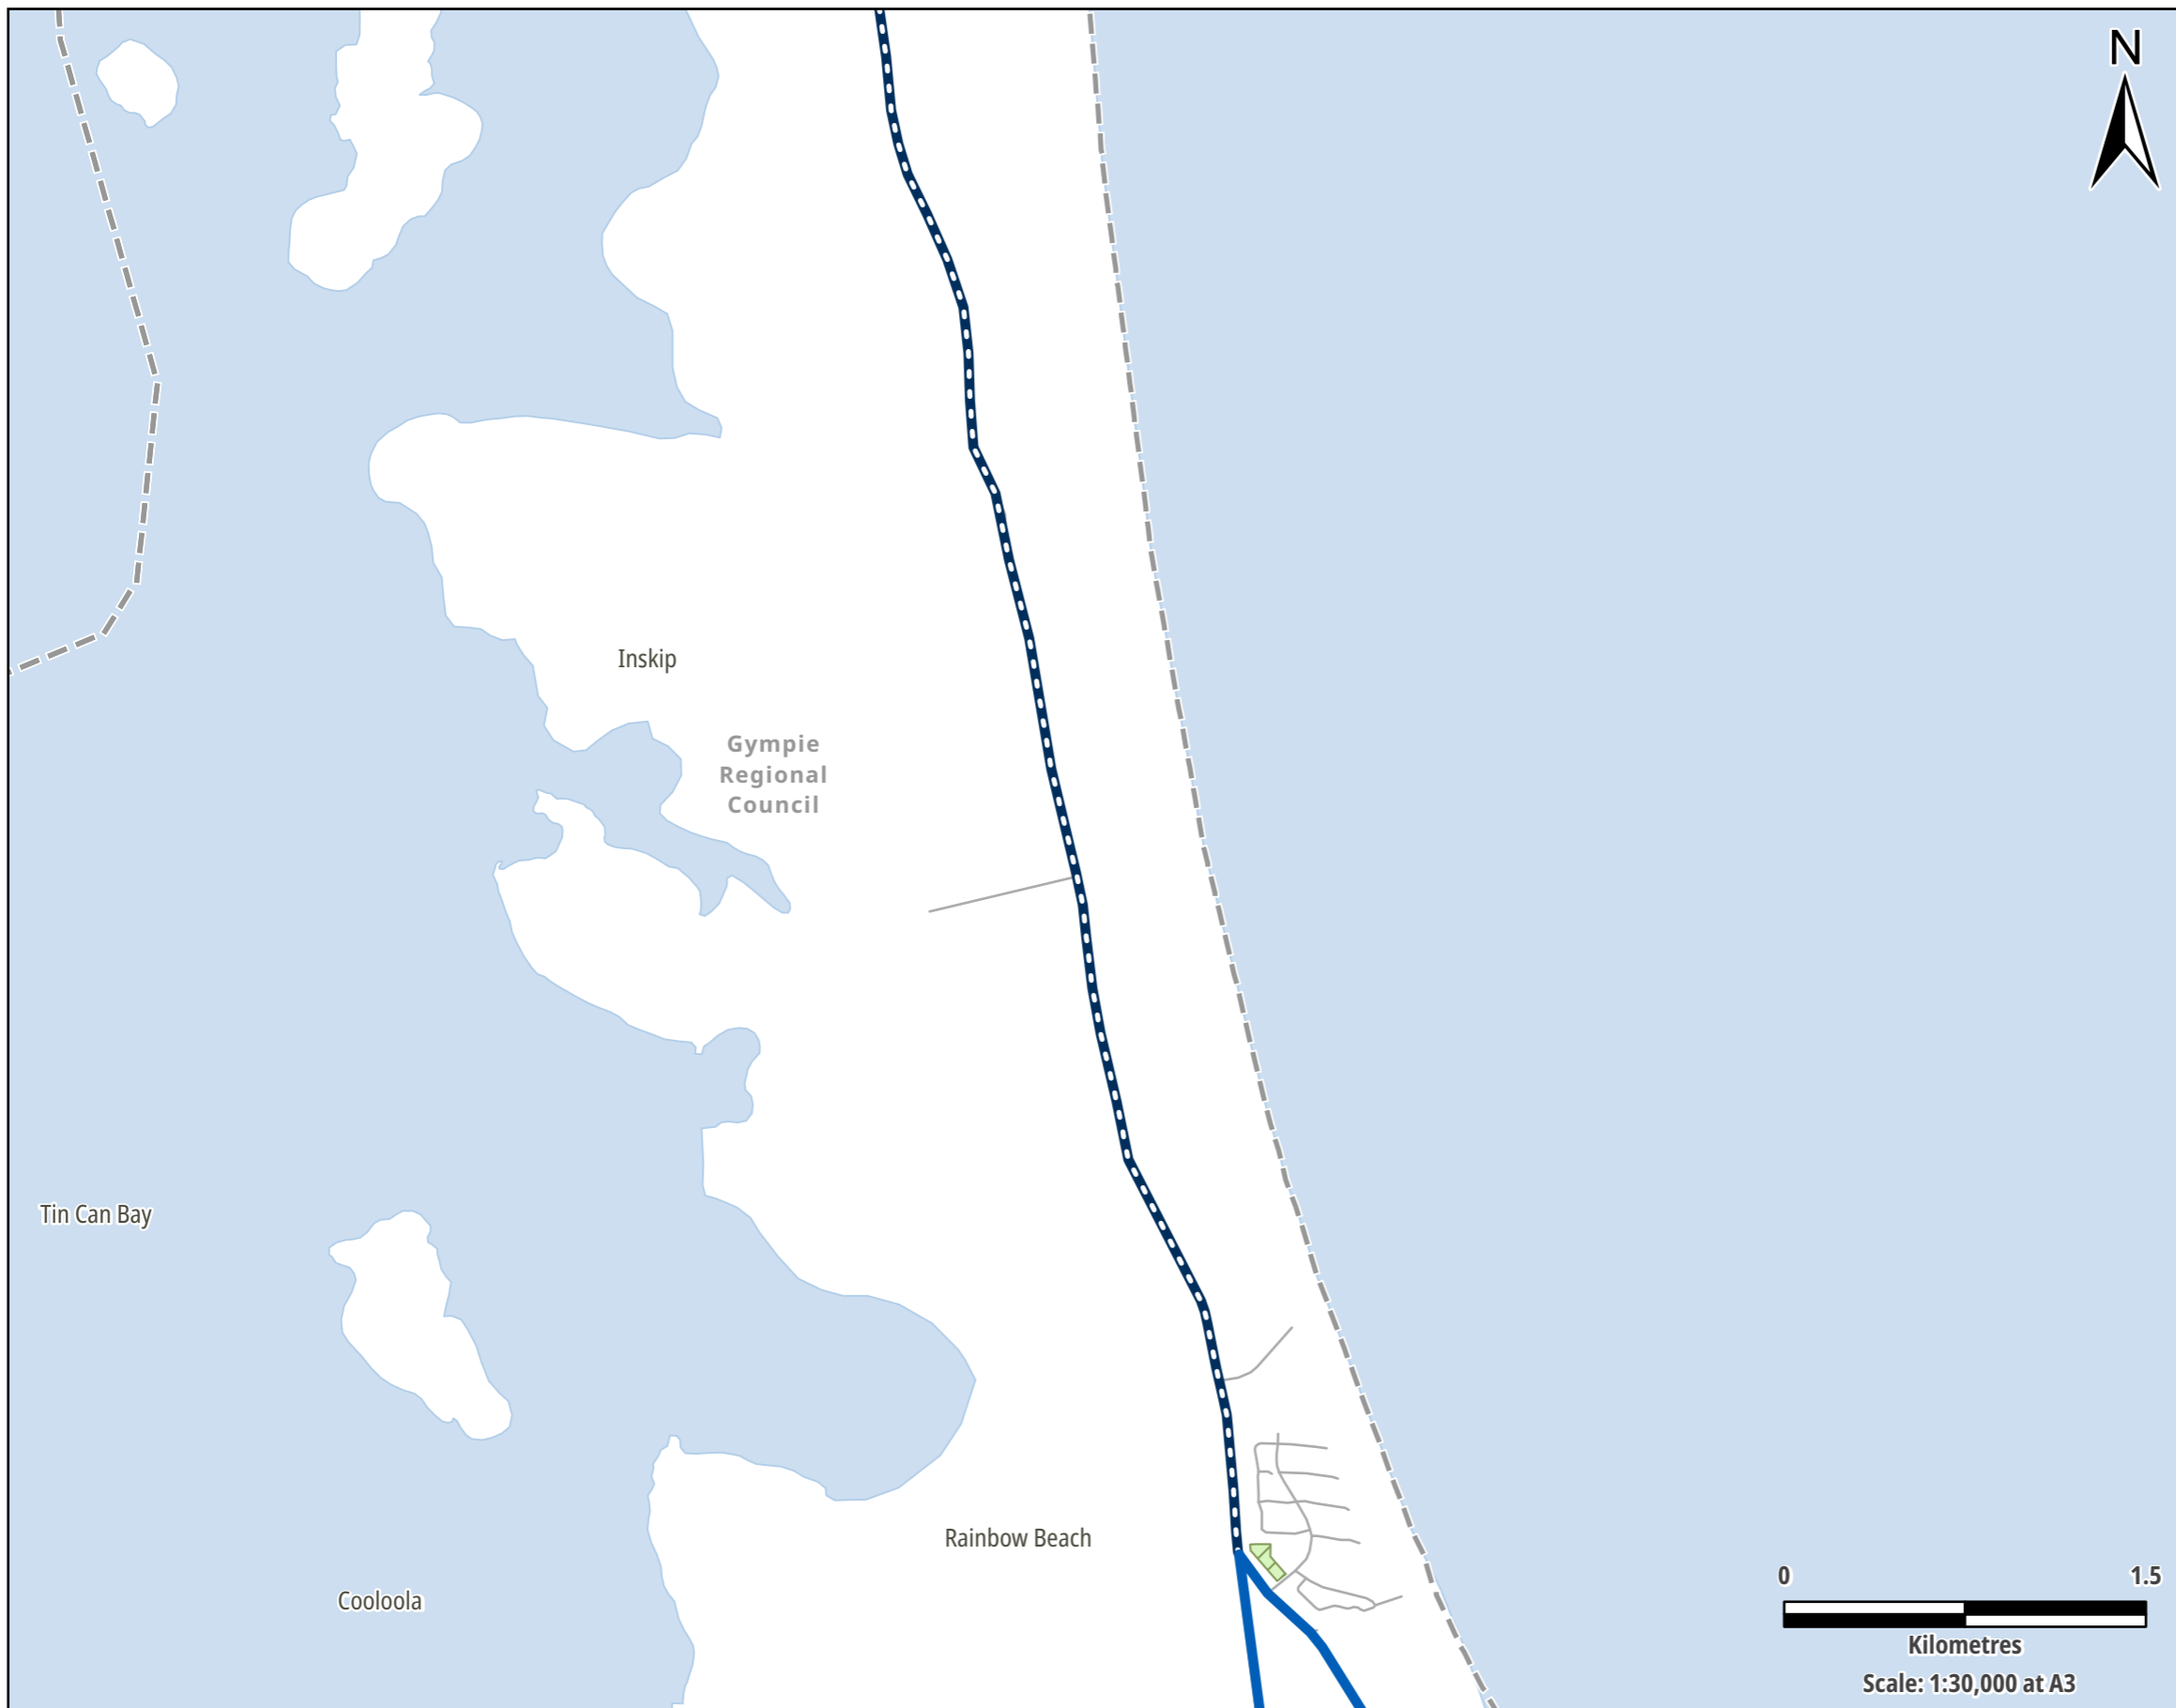 N
Inskip
Gympie
Regional
Council
Tin Can Bay
Rainbow Beach
Cooloola
0 1.5
Kilometres
Scale: 1:30,000 at A3